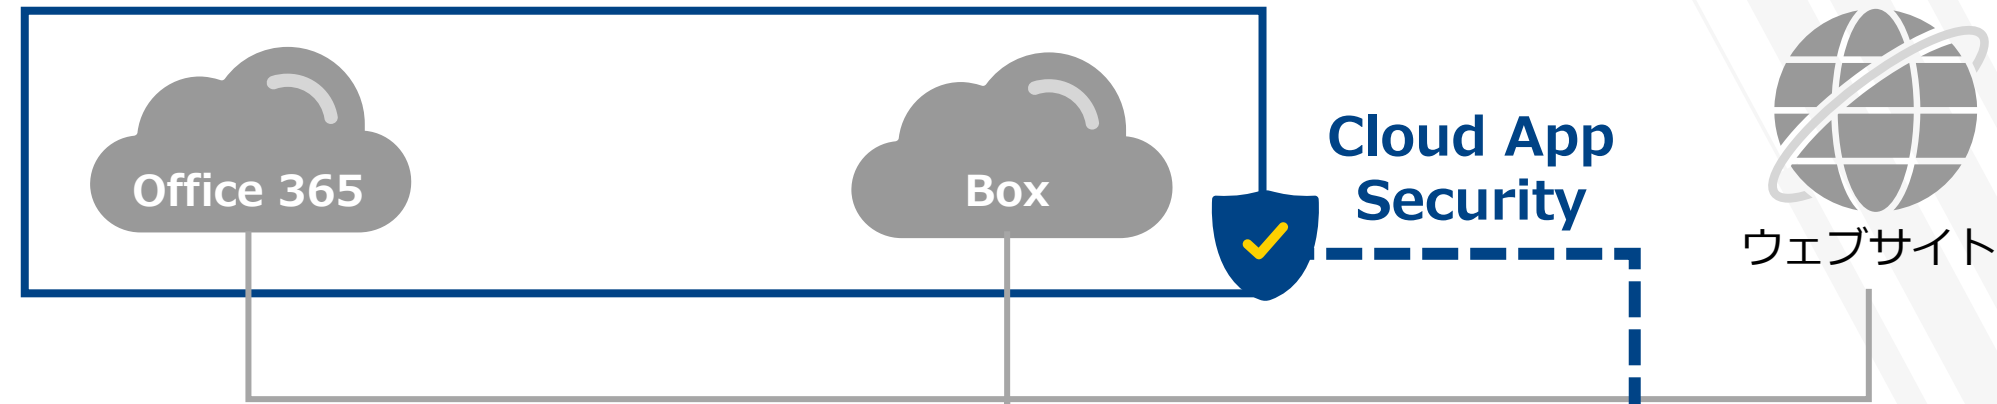 Office 365
Box
Cloud App
Security
ウェブサイト